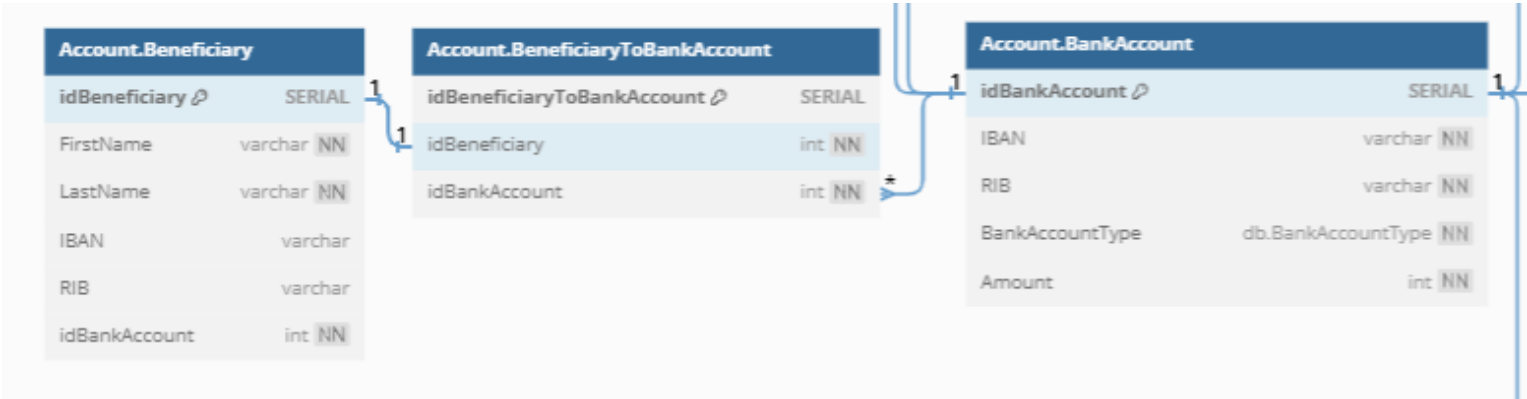 Account.Beneficiary
idBeneficiary SERIAL
FirstName varchar NN
LastName varchar NN
IBAN varchar
RIB varchar
idBankAccount int NN
1
1
Account.BeneficiaryToBankAccount
idBeneficiaryToBankAccount SERIAL
idBeneficiary int NN
idBankAccount int NN
*
1
Account.BankAccount
idBankAccount SERIAL
IBAN varchar NN
RIB varchar NN
BankAccountType db.BankAccountType NN
Amount int NN
1